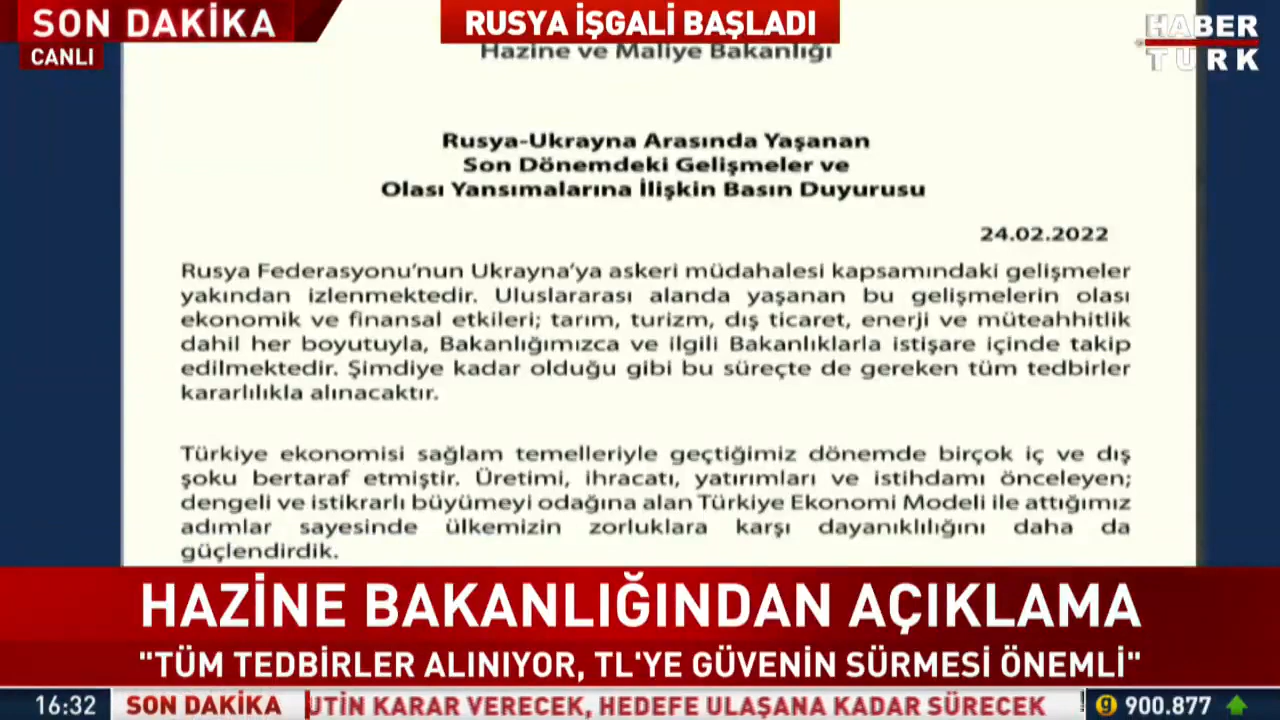 SON DAKİKA
RUSYA İŞGALİ BAŞLADI
HABER
TURK
CANLI
Hazine ve Maliye Bakanlığı
Rusya-Ukrayna Arasında Yaşanan
Son Dönemdeki Gelişmeler ve
Olası Yansımalarına İlişkin Basın Duyurusu
24.02.2022
Rusya Federasyonu’nun Ukrayna’ya askeri müdahalesi kapsamındaki gelişmeler
yakından izlenmektedir. Uluslararası alanda yaşanan bu gelişmelerin olası
ekonomik ve finansal etkileri; tarım, turizm, dış ticaret, enerji ve müteahhitlik
dahil her boyutuyla, Bakanlığımızca ve ilgili Bakanlıklarla istişare içinde takip
edilmektedir. Şimdiye kadar olduğu gibi bu süreçte de gereken tüm tedbirler
kararlılıkla alınacaktır.
Türkiye ekonomisi sağlam temelleriyle geçtiğimiz dönemde birçok iç ve dış
şoku bertaraf etmiştir. Üretimi, ihracatı, yatırımları ve istihdamı önceleyen;
dengeli ve istikrarlı büyümeyi odağına alan Türkiye Ekonomi Modeli ile attığımız
adımlar sayesinde ülkemizin zorluklara karşı dayanıklılığını daha da
güçlendirdik.
HAZİNE BAKANLIĞINDAN AÇIKLAMA
"TÜM TEDBİRLER ALINIYOR, TL'YE GÜVENİN SÜRMESİ ÖNEMLİ"
16:32 SON DAKİKA UTİN KARAR VERECEK, HEDEFE ULAŞANA KADAR SÜRECEK 900.877